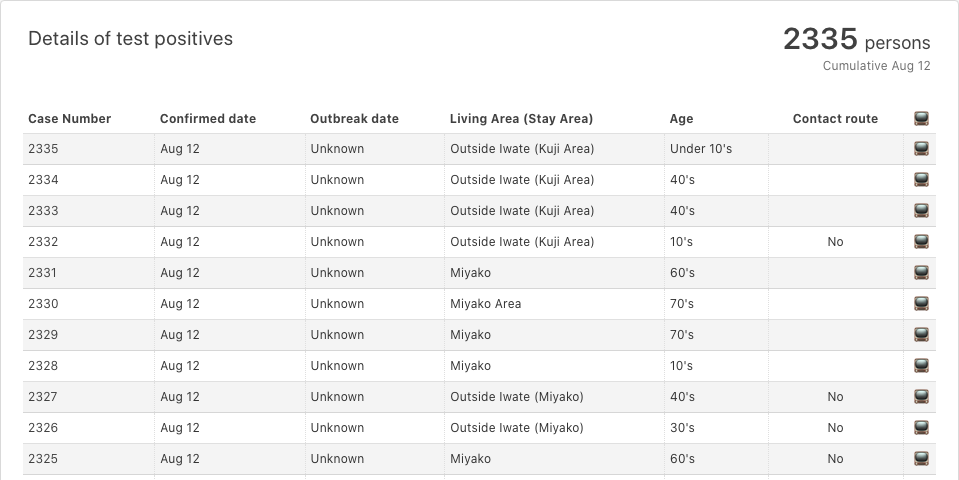 Details of test positives
2335 persons
Cumulative Aug 12
Case Number Confirmed date Outbreak date Living Area (Stay Area) Age Contact route
2335 Aug 12 Unknown Outside Iwate (Kuji Area) Under 10's
2334 Aug 12 Unknown Outside Iwate (Kuji Area) 40's
2333 Aug 12 Unknown Outside Iwate (Kuji Area) 40's
2332 Aug 12 Unknown Outside Iwate (Kuji Area) 10's No
2331 Aug 12 Unknown Miyako 60's
2330 Aug 12 Unknown Miyako Area 70's
2329 Aug 12 Unknown Miyako 70's
2328 Aug 12 Unknown Miyako 10's
2327 Aug 12 Unknown Outside Iwate (Miyako) 40's No
2326 Aug 12 Unknown Outside Iwate (Miyako) 30's No
2325 Aug 12 Unknown Miyako 60's No